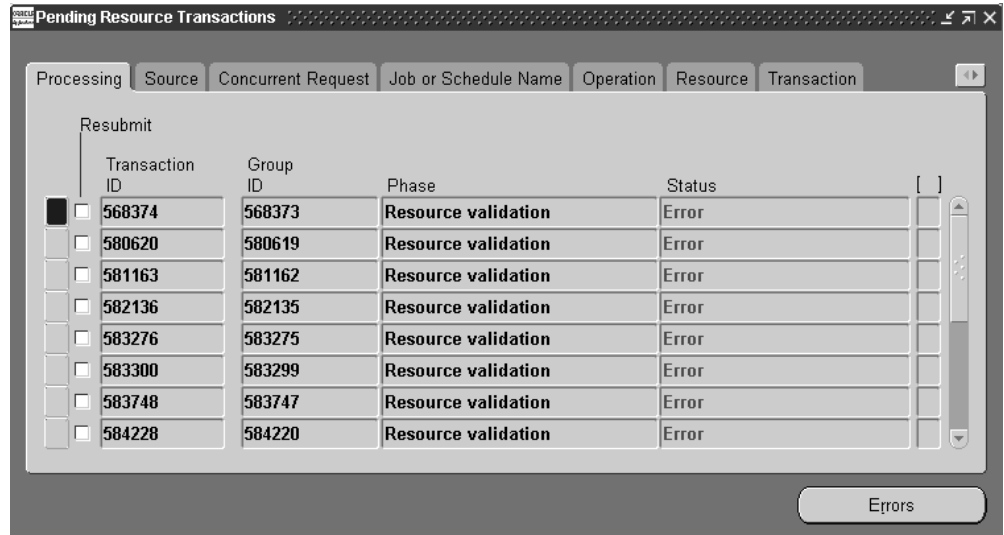 Pending Resource Transactions
Processing Source Concurrent Request Job or Schedule Name Operation Resource Transaction
Resubmit
Transaction Group
ID ID Phase Status [ ]
568374 568373 Resource validation Error
580620 580619 Resource validation Error
581163 581162 Resource validation Error
582136 582135 Resource validation Error
583276 583275 Resource validation Error
583300 583299 Resource validation Error
583748 583747 Resource validation Error
584228 584220 Resource validation Error
Errors